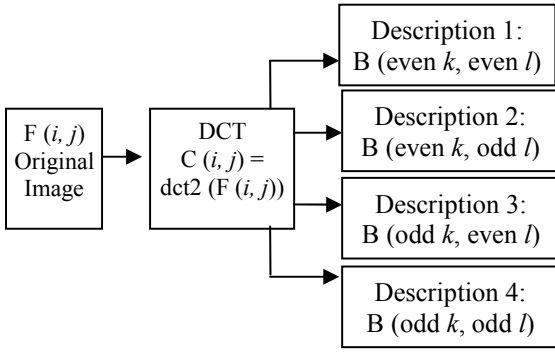 F (i, j)
Original
Image
DCT
C (i, j) =
dct2 (F (i, j))
Description 1:
B (even k, even l)
Description 2:
B (even k, odd l)
Description 3:
B (odd k, even l)
Description 4:
B (odd k, odd l)